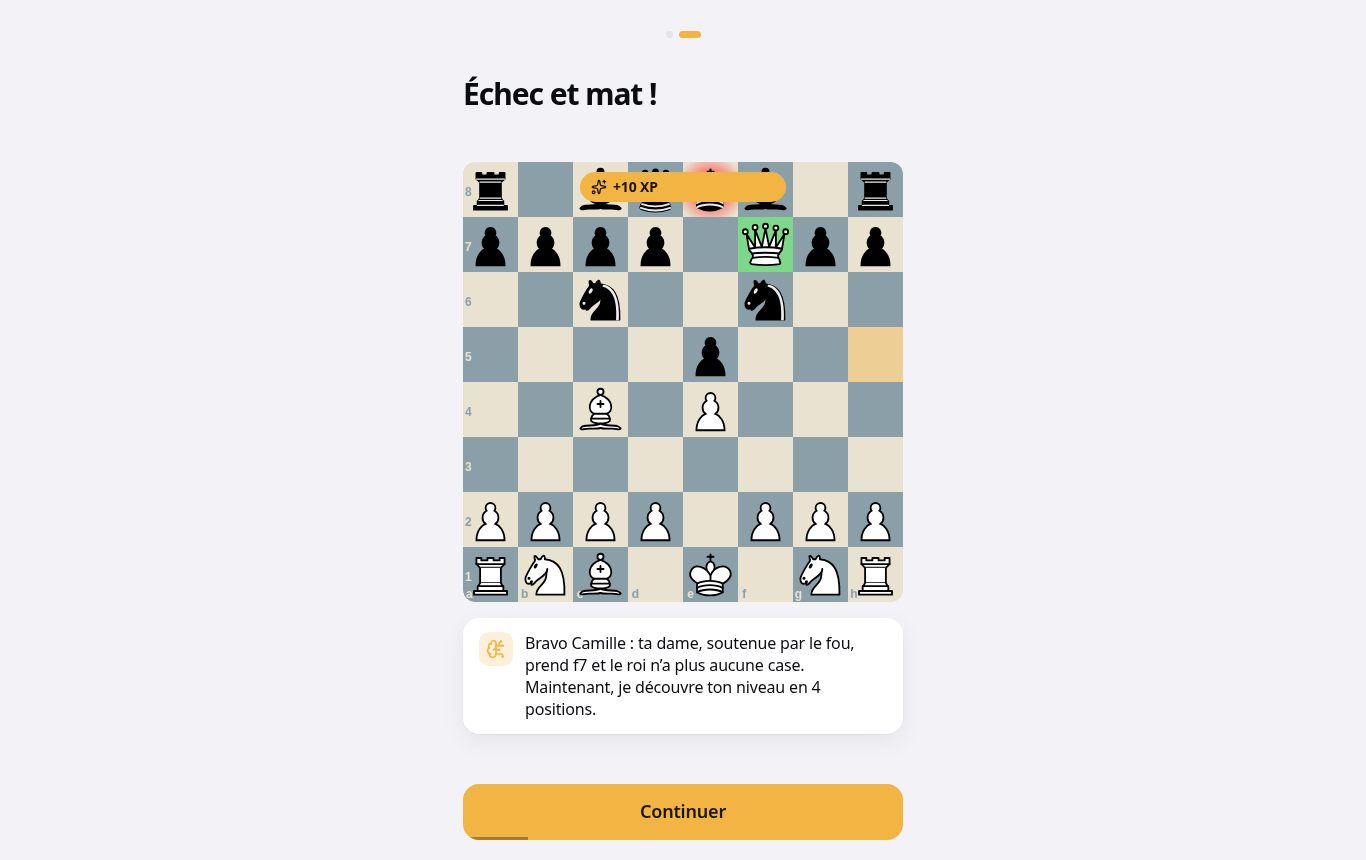 Échec et mat !
8
+10 XP
7
6
5
4
3
2
1
a
b
c
d
e
f
g
h
Bravo Camille : ta dame, soutenue par le fou,
prend f7 et le roi n’a plus aucune case.
Maintenant, je découvre ton niveau en 4
positions.
Continuer